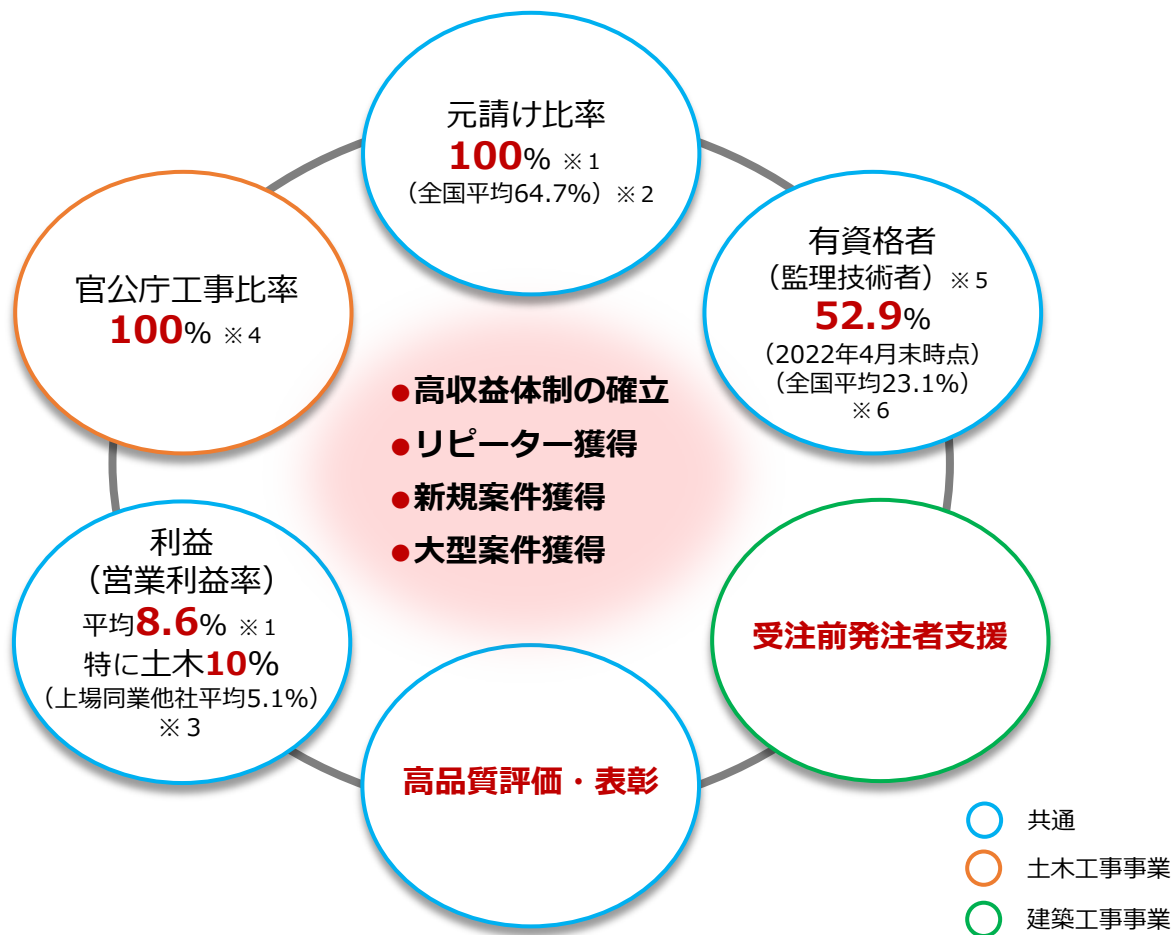 元請け比率
100% ※1
（全国平均64.7%）※2
有資格者
（監理技術者）※5
52.9%
（2022年4月末時点）
（全国平均23.1%）
※6
官公庁工事比率
100% ※4
●高収益体制の確立
●リピーター獲得
●新規案件獲得
●大型案件獲得
利益
（営業利益率）
平均8.6% ※1
特に土木10%
（上場同業他社平均5.1%）
※3
受注前発注者支援
高品質評価・表彰
共通
土木工事事業
建築工事事業